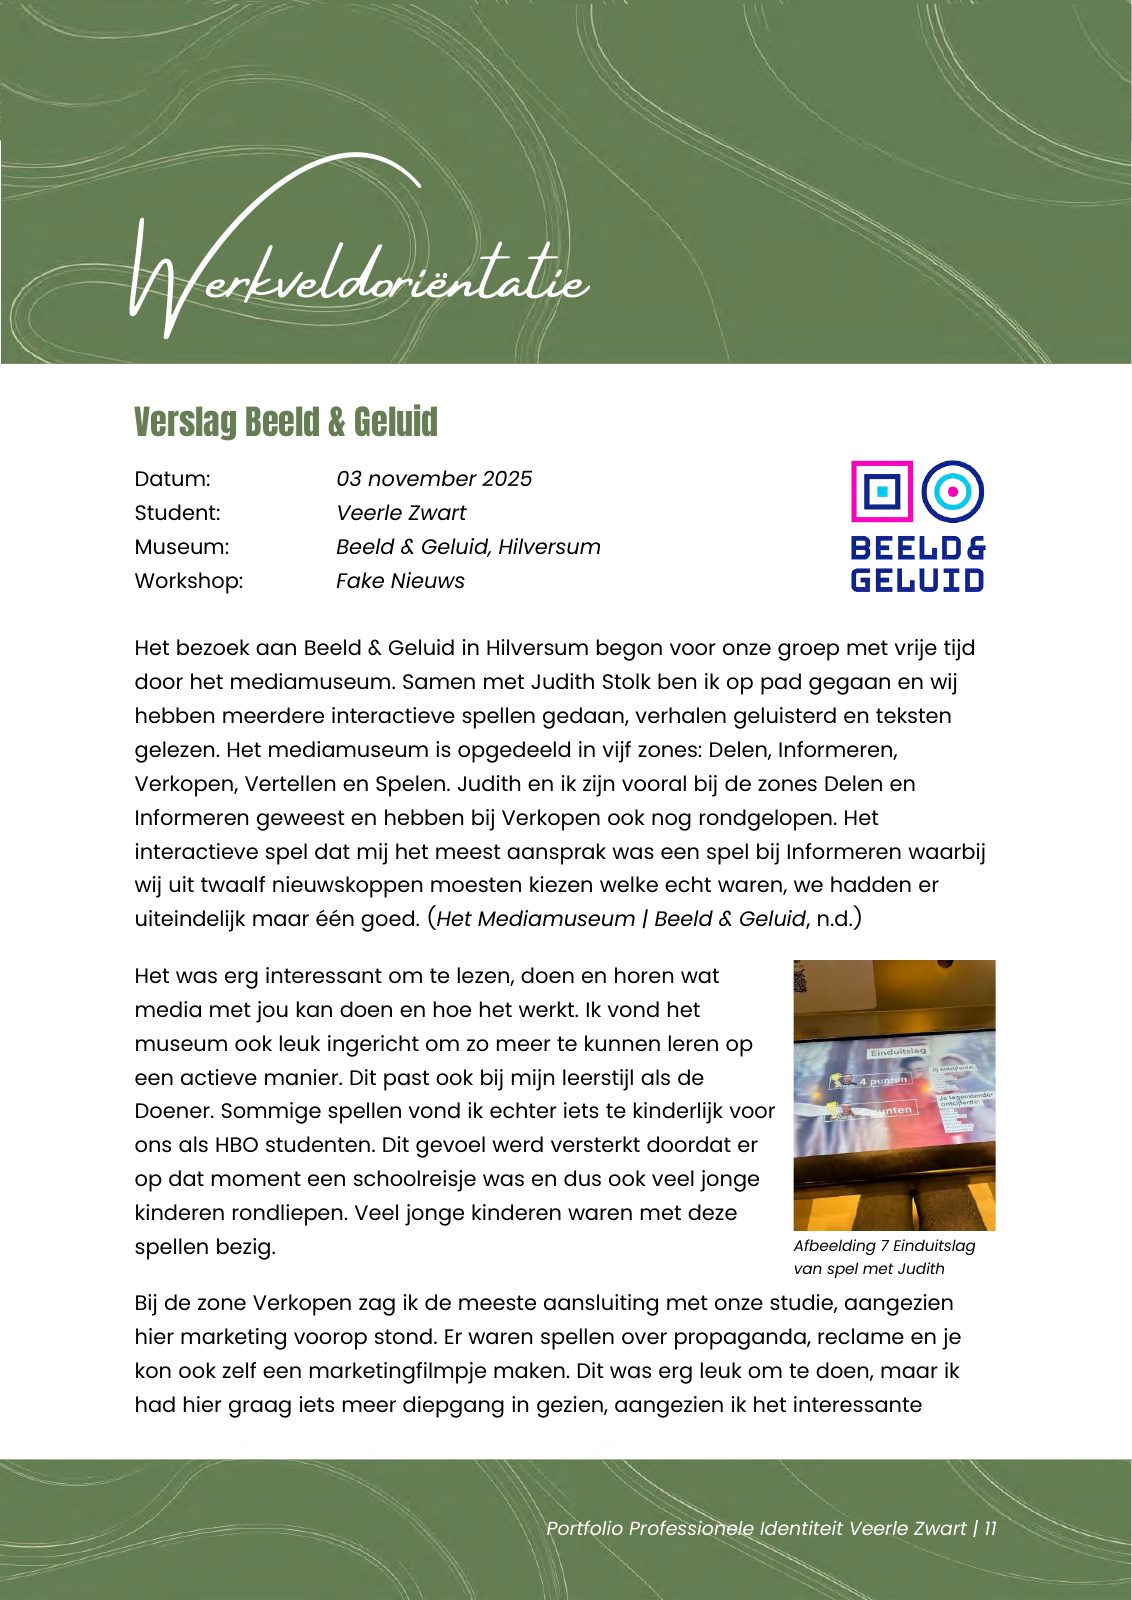 Werkveldoriëntatie
Verslag Beeld & Geluid
Datum: 03 november 2025
Student: Veerle Zwart
Museum: Beeld & Geluid, Hilversum
Workshop: Fake Nieuws
BEELD &
GELUID
Het bezoek aan Beeld & Geluid in Hilversum begon voor onze groep met vrije tijd
door het mediamuseum. Samen met Judith Stolk ben ik op pad gegaan en wij
hebben meerdere interactieve spellen gedaan, verhalen geluisterd en teksten
gelezen. Het mediamuseum is opgedeeld in vijf zones: Delen, Informeren,
Verkopen, Vertellen en Spelen. Judith en ik zijn vooral bij de zones Delen en
Informeren geweest en hebben bij Verkopen ook nog rondgelopen. Het
interactieve spel dat mij het meest aansprak was een spel bij Informeren waarbij
wij uit twaalf nieuwskoppen moesten kiezen welke echt waren, we hadden er
uiteindelijk maar één goed. (Het Mediamuseum | Beeld & Geluid, n.d.)
Het was erg interessant om te lezen, doen en horen wat
media met jou kan doen en hoe het werkt. Ik vond het
museum ook leuk ingericht om zo meer te kunnen leren op
een actieve manier. Dit past ook bij mijn leerstijl als de
Doener. Sommige spellen vond ik echter iets te kinderlijk voor
ons als HBO studenten. Dit gevoel werd versterkt doordat er
op dat moment een schoolreisje was en dus ook veel jonge
kinderen rondliepen. Veel jonge kinderen waren met deze
spellen bezig.
Einduitslag
4 punten
punten
Je tegenstander
ontcijferde:
Afbeelding 7 Einduitslag
van spel met Judith
Bij de zone Verkopen zag ik de meeste aansluiting met onze studie, aangezien
hier marketing voorop stond. Er waren spellen over propaganda, reclame en je
kon ook zelf een marketingfilmpje maken. Dit was erg leuk om te doen, maar ik
had hier graag iets meer diepgang in gezien, aangezien ik het interessante
Portfolio Professionele Identiteit Veerle Zwart | 11